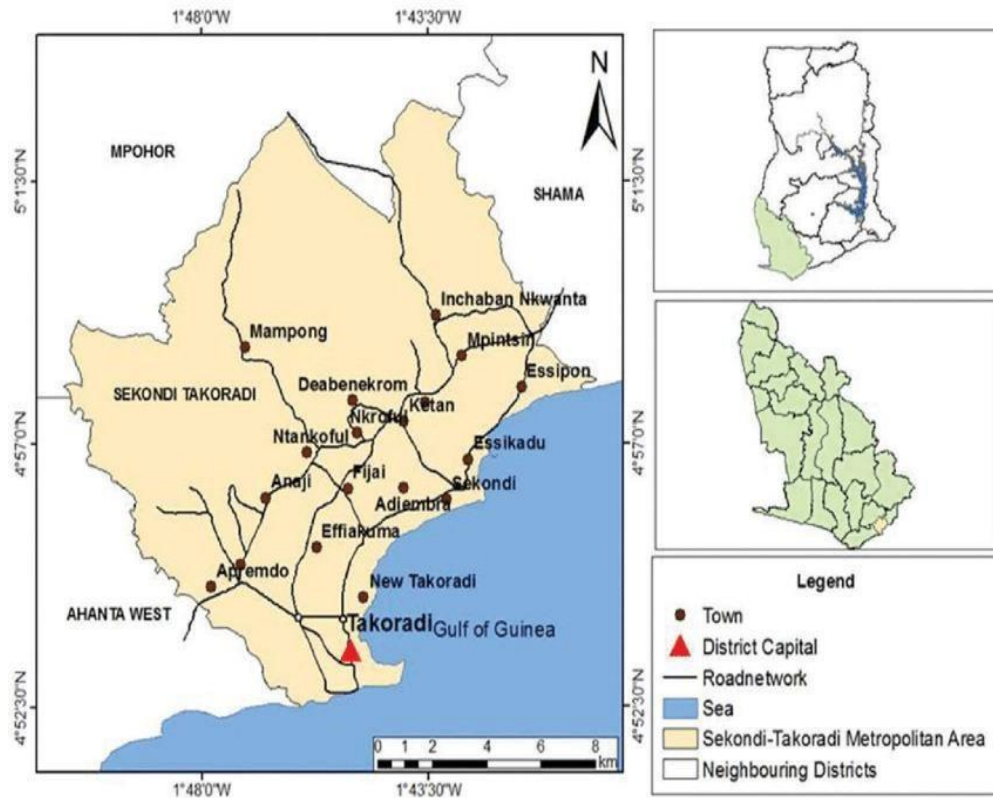 1°48'0"W
1°43'30"W
N
MPOHOR
SHAMA
5°1'30"N
5°1'30"N
Inchaban Nkwanta
Mampong
Mpintsin
Essipon
Deabenekrom
SEKONDI TAKORADI
Ketan
Nkroful
Ntankoful
Essikadu
4°57'0"N
4°57'0"N
Fijai
Anaji
Sekondi
Adiembra
Effiakuma
Apremdo
New Takoradi
AHANTA WEST
Takoradi
Gulf of Guinea
4°52'30"N
4°52'30"N
0 1 2 4 6 8
km
1°48'0"W
1°43'30"W
Legend
Town
District Capital
Roadnetwork
Sea
Sekondi-Takoradi Metropolitan Area
Neighbouring Districts